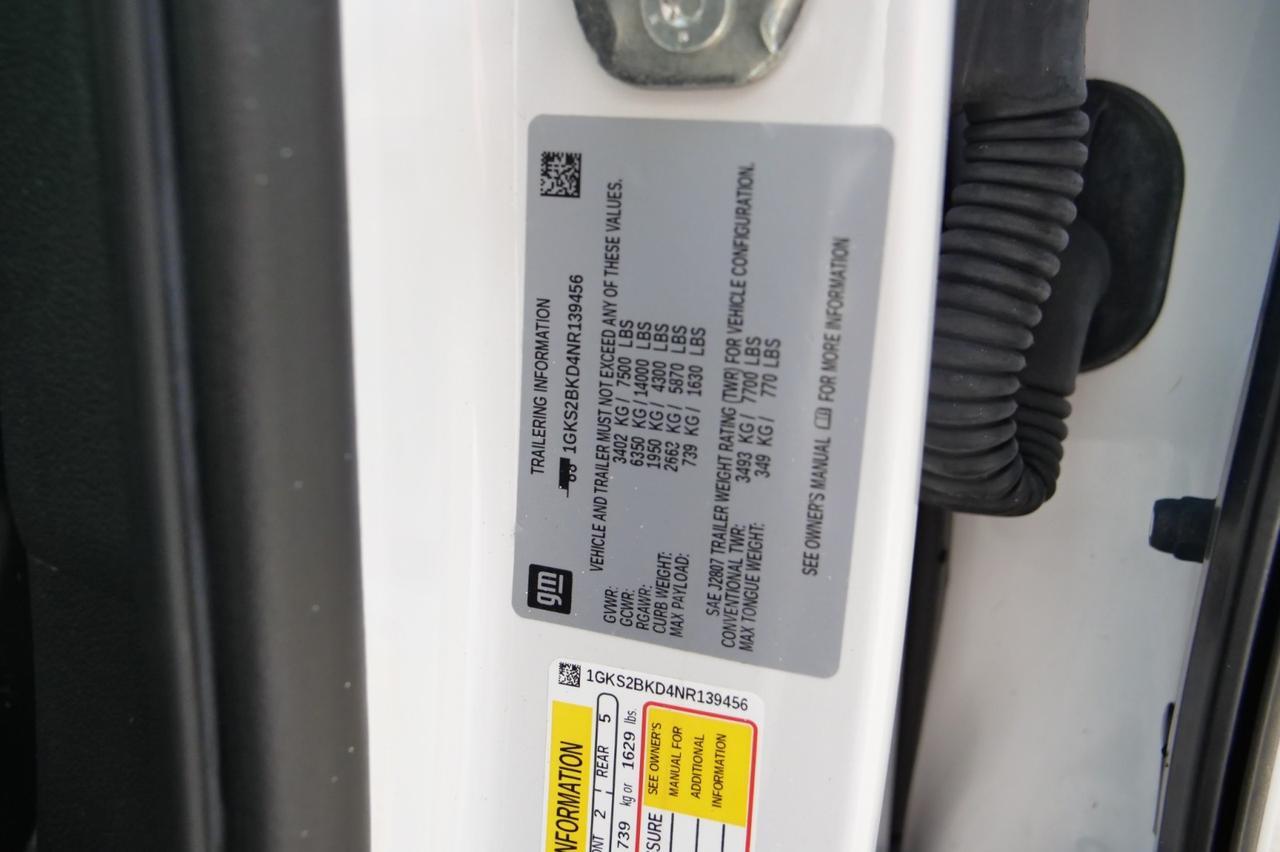 gm
TRAILERING INFORMATION
1GKS2BKD4NR139456
VEHICLE AND TRAILER MUST NOT EXCEED ANY OF THESE VALUES.
GVWR: 3402 KG / 7500 LBS
GCWR: 6350 KG / 14000 LBS
RGAWR: 1950 KG / 4300 LBS
CURB WEIGHT: 2663 KG / 5870 LBS
MAX PAYLOAD: 739 KG / 1630 LBS
SAE J2807 TRAILER WEIGHT RATING (TWR) FOR VEHICLE CONFIGURATION.
CONVENTIONAL TWR: 3493 KG / 7700 LBS
MAX TONGUE WEIGHT: 349 KG / 770 LBS
SEE OWNER'S MANUAL FOR MORE INFORMATION
1GKS2BKD4NR139456
NFORMATION
NT 2 REAR 5
739 kg or 1629 lbs.
SURE
SEE OWNER'S
MANUAL FOR
ADDITIONAL
INFORMATION